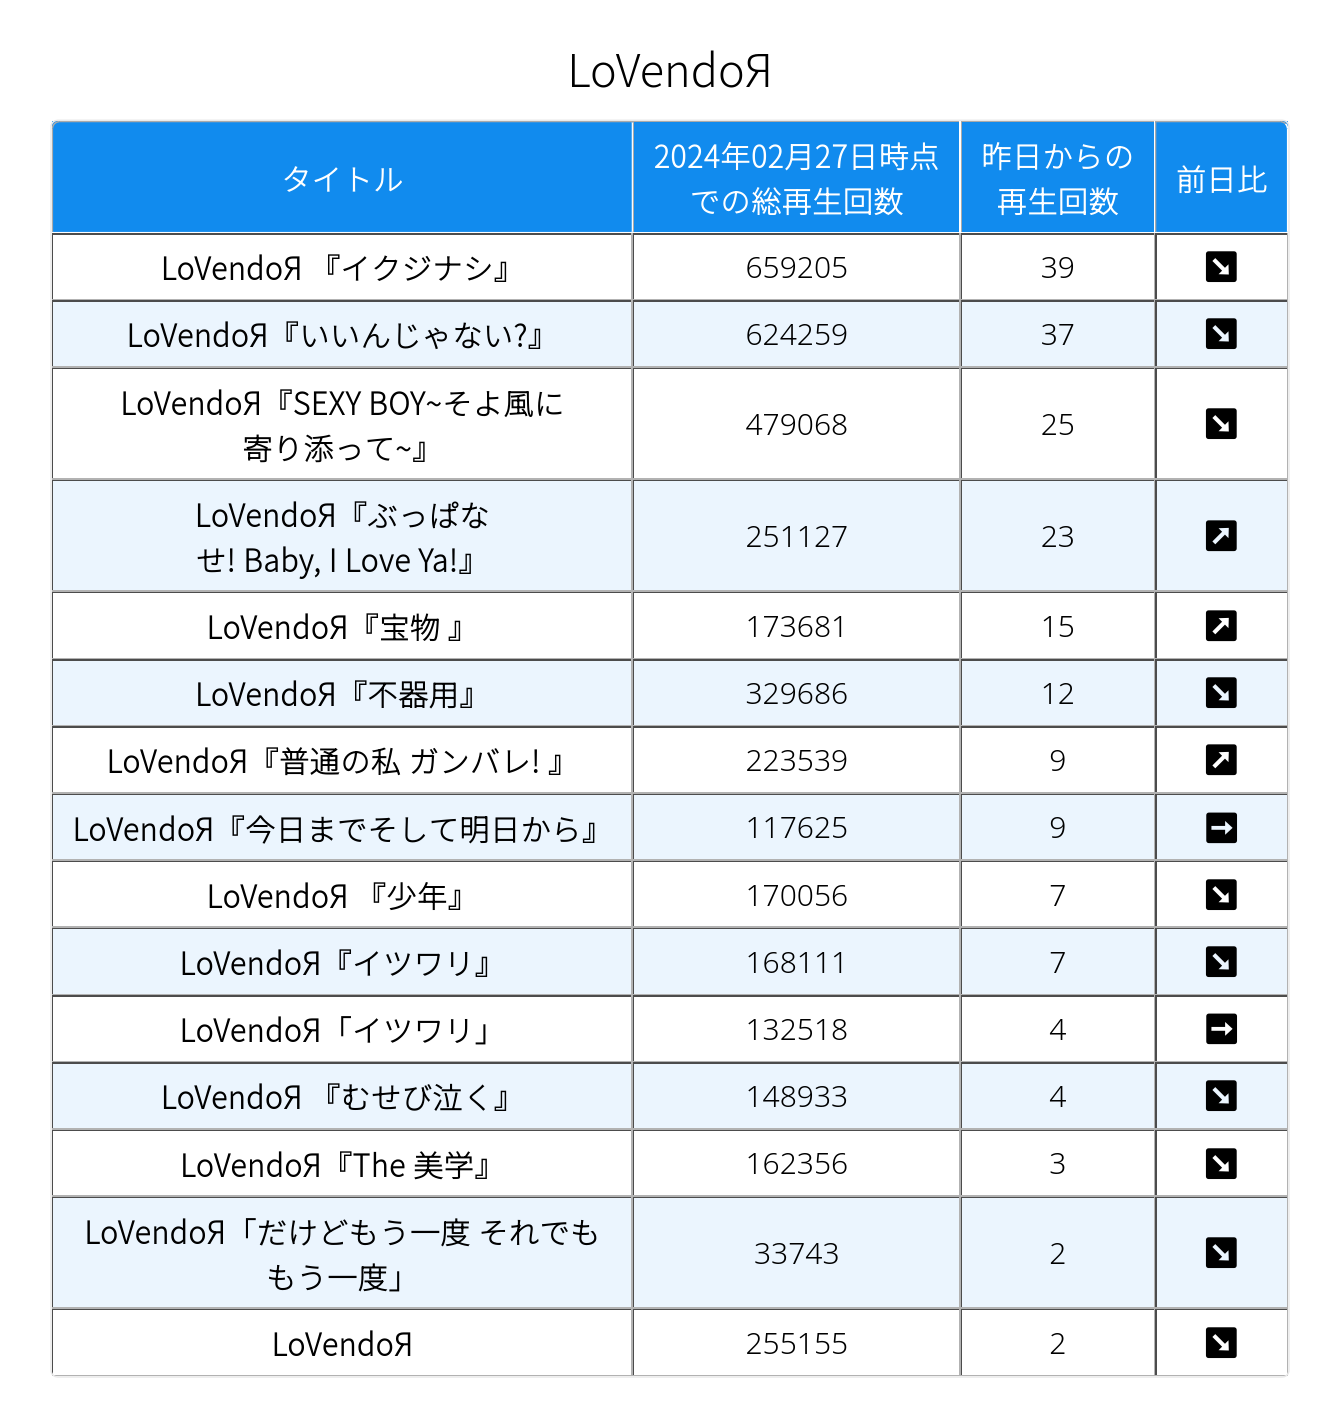 LoVendoЯ
タイトル
2024年02月27日時点
での総再生回数
昨日からの
再生回数
前日比
LoVendoЯ 『イクジナシ』 659205 39 ↘
LoVendoЯ『いいんじゃない?』 624259 37 ↘
LoVendoЯ『SEXY BOY~そよ風に
寄り添って~』 479068 25 ↘
LoVendoЯ『ぶっぱな
せ! Baby, I Love Ya!』 251127 23 ↗
LoVendoЯ『宝物 』 173681 15 ↗
LoVendoЯ『不器用』 329686 12 ↘
LoVendoЯ『普通の私 ガンバレ! 』 223539 9 ↗
LoVendoЯ『今日までそして明日から』 117625 9 →
LoVendoЯ 『少年』 170056 7 ↘
LoVendoЯ『イツワリ』 168111 7 ↘
LoVendoЯ「イツワリ」 132518 4 →
LoVendoЯ 『むせび泣く』 148933 4 ↘
LoVendoЯ『The 美学』 162356 3 ↘
LoVendoЯ「だけどもう一度 それでも
もう一度」 33743 2 ↘
LoVendoЯ 255155 2 ↘